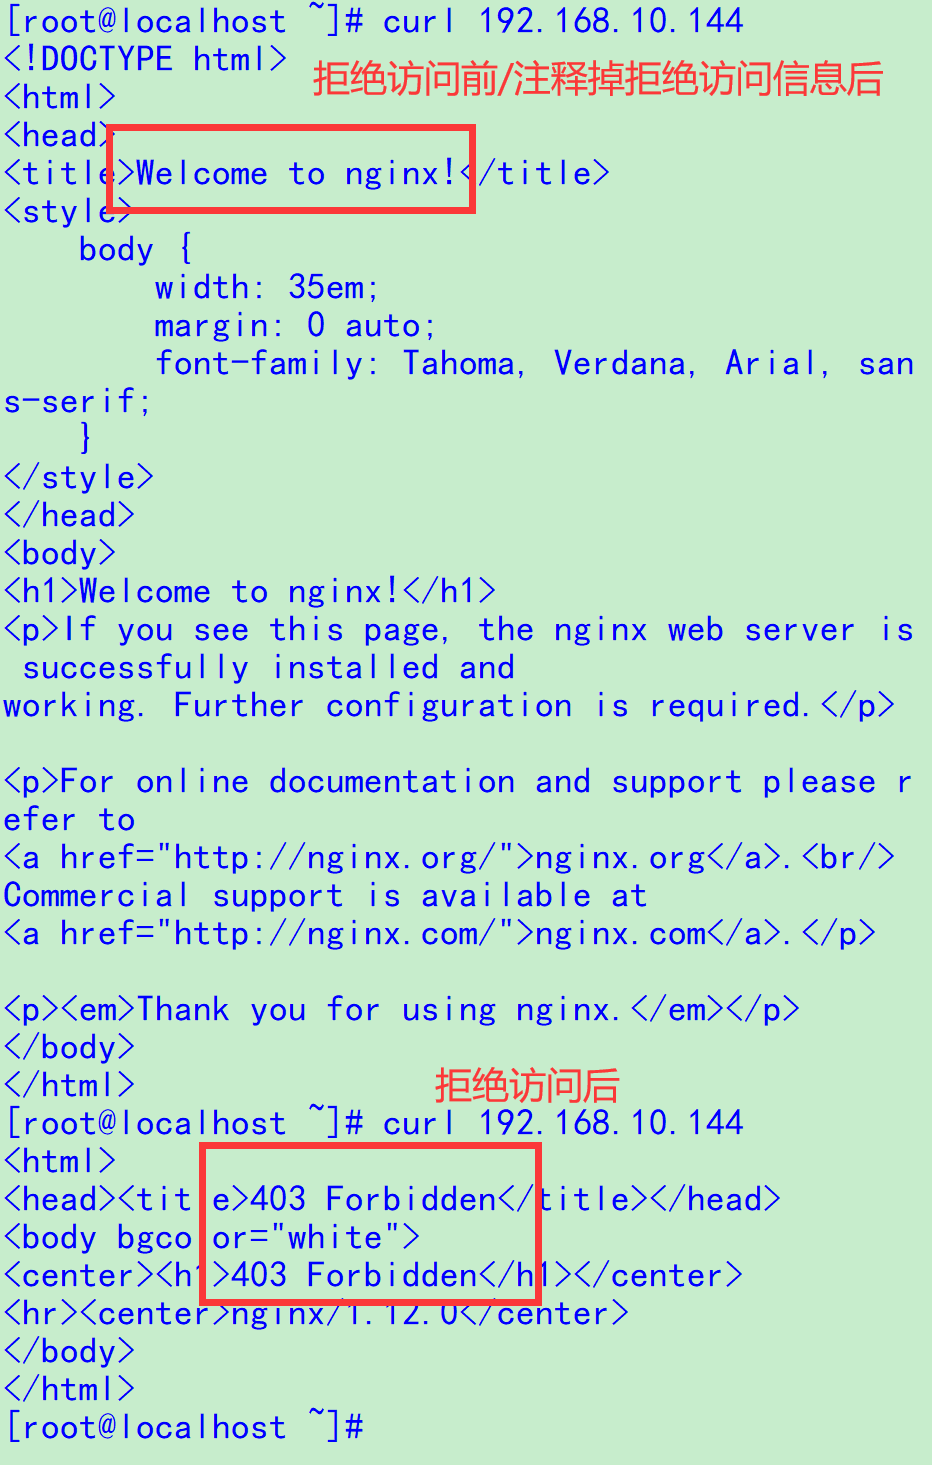 [root@localhost ~]# curl 192.168.10.144
<!DOCTYPE html>
拒绝访问前/注释掉拒绝访问信息后
<html>
<head>
<title>Welcome to nginx!</title>
<style>
    body {
        width: 35em;
        margin: 0 auto;
        font-family: Tahoma, Verdana, Arial, san
s-serif;
    }
</style>
</head>
<body>
<h1>Welcome to nginx!</h1>
<p>If you see this page, the nginx web server is
 successfully installed and
working. Further configuration is required.</p>

<p>For online documentation and support please r
efer to
<a href="http://nginx.org/">nginx.org</a>.<br/>
Commercial support is available at
<a href="http://nginx.com/">nginx.com</a>.</p>

<p><em>Thank you for using nginx.</em></p>
</body>
</html>
拒绝访问后
[root@localhost ~]# curl 192.168.10.144
<html>
<head><title>403 Forbidden</title></head>
<body bgcolor="white">
<center><h1>403 Forbidden</h1></center>
<hr><center>nginx/1.12.0</center>
</body>
</html>
[root@localhost ~]#